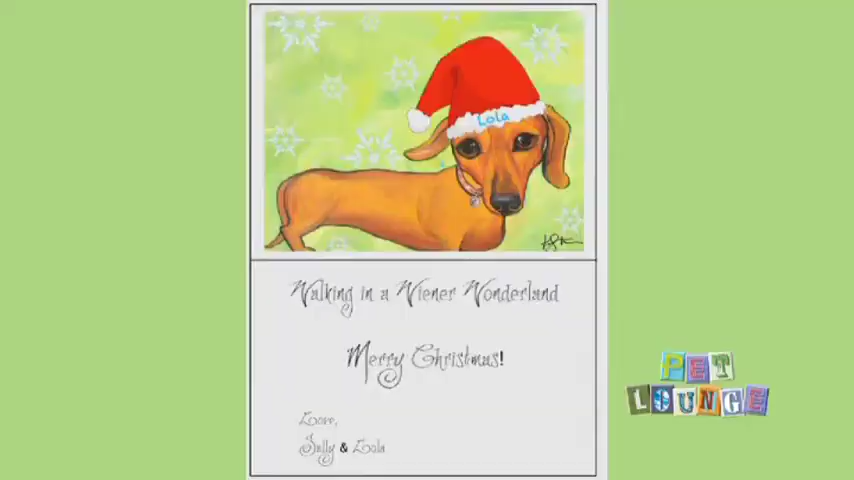 Lola
Walking in a Wiener Wonderland
Merry Christmas!
Love,
Sally & Lola
PET
LOUNGE